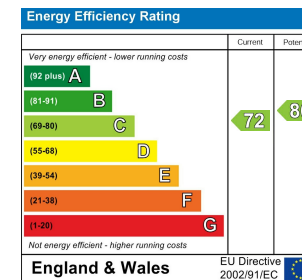 Energy Efficiency Rating
Current
Very energy efficient - lower running costs
(92 plus) A
(81-91) B
(69-80) C
72
(55-68) D
(39-54) E
(21-38) F
(1-20) G
Not energy efficient - higher running costs
England & Wales
EU Directive
2002/91/EC